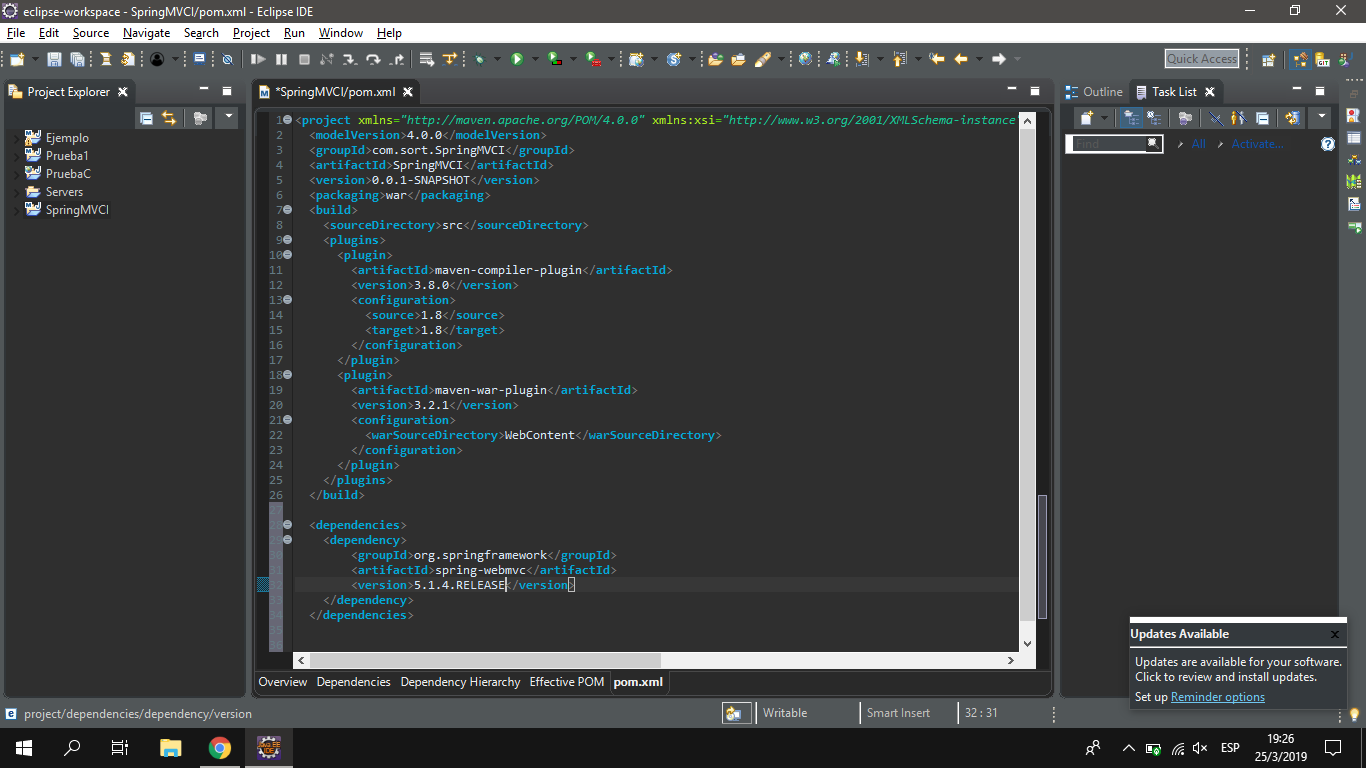 eclipse-workspace - SpringMVCI/pom.xml - Eclipse IDE
File Edit Source Navigate Search Project Run Window Help
Quick Access
Project Explorer
*SpringMVCI/pom.xml
Outline
Task List
Ejemplo
Prueba1
PruebaC
Servers
SpringMVCI
Find
All
Activate...
1 <project xmlns="http://maven.apache.org/POM/4.0.0" xmlns:xsi="http://www.w3.org/2001/XMLSchema-instance"
2 <modelVersion>4.0.0</modelVersion>
3 <groupId>com.sort.SpringMVCI</groupId>
4 <artifactId>SpringMVCI</artifactId>
5 <version>0.0.1-SNAPSHOT</version>
6 <packaging>war</packaging>
7 <build>
8 <sourceDirectory>src</sourceDirectory>
9 <plugins>
10 <plugin>
11 <artifactId>maven-compiler-plugin</artifactId>
12 <version>3.8.0</version>
13 <configuration>
14 <source>1.8</source>
15 <target>1.8</target>
16 </configuration>
17 </plugin>
18 <plugin>
19 <artifactId>maven-war-plugin</artifactId>
20 <version>3.2.1</version>
21 <configuration>
22 <warSourceDirectory>WebContent</warSourceDirectory>
23 </configuration>
24 </plugin>
25 </plugins>
26 </build>
27
28 <dependencies>
29 <dependency>
30 <groupId>org.springframework</groupId>
31 <artifactId>spring-webmvc</artifactId>
32 <version>5.1.4.RELEASE</version>
33 </dependency>
34 </dependencies>
35
36
Overview Dependencies Dependency Hierarchy Effective POM pom.xml
Updates Available
Updates are available for your software.
Click to review and install updates.
Set up Reminder options
project/dependencies/dependency/version
Writable
Smart Insert
32 : 31
ESP
19:26
25/3/2019